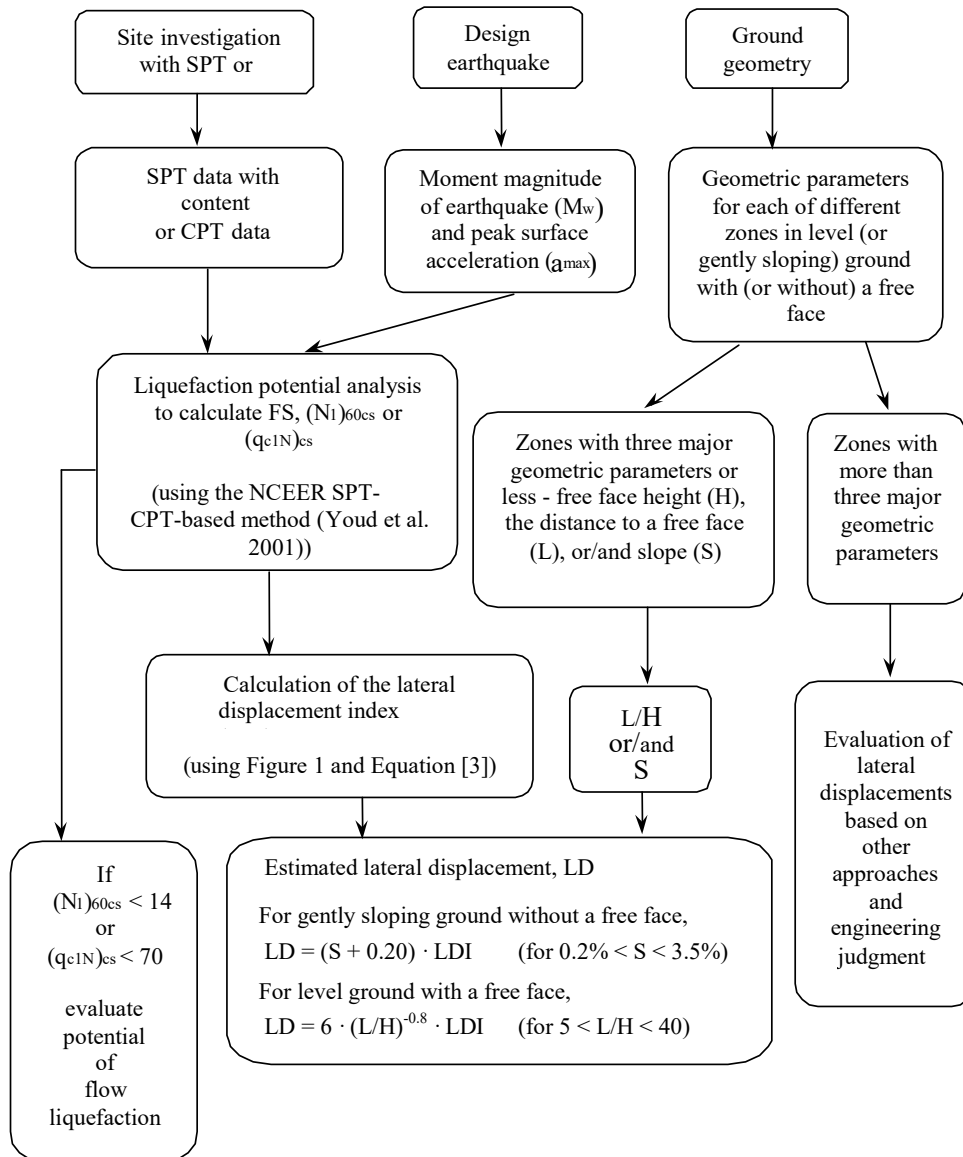 Site investigation
with SPT or
Design
earthquake
Ground
geometry
SPT data with
content
or CPT data
Moment magnitude
of earthquake (Mw)
and peak surface
acceleration (amax)
Geometric parameters
for each of different
zones in level (or
gently sloping) ground
with (or without) a free
face
Liquefaction potential analysis
to calculate FS, (N1)60cs or
(qc1N)cs
(using the NCEER SPT-
CPT-based method (Youd et al.
2001))
Zones with three major
geometric parameters or
less - free face height (H),
the distance to a free face
(L), or/and slope (S)
Zones with
more than
three major
geometric
parameters
Calculation of the lateral
displacement index
(using Figure 1 and Equation [3])
L/H
or/and
S
Evaluation of
lateral
displacements
based on
other
approaches
and
engineering
judgment
If
(N1)60cs < 14
or
(qc1N)cs < 70
evaluate
potential
of
flow
liquefaction
Estimated lateral displacement, LD
For gently sloping ground without a free face,
LD = (S + 0.20) · LDI (for 0.2% < S < 3.5%)
For level ground with a free face,
LD = 6 · (L/H)^-0.8 · LDI (for 5 < L/H < 40)